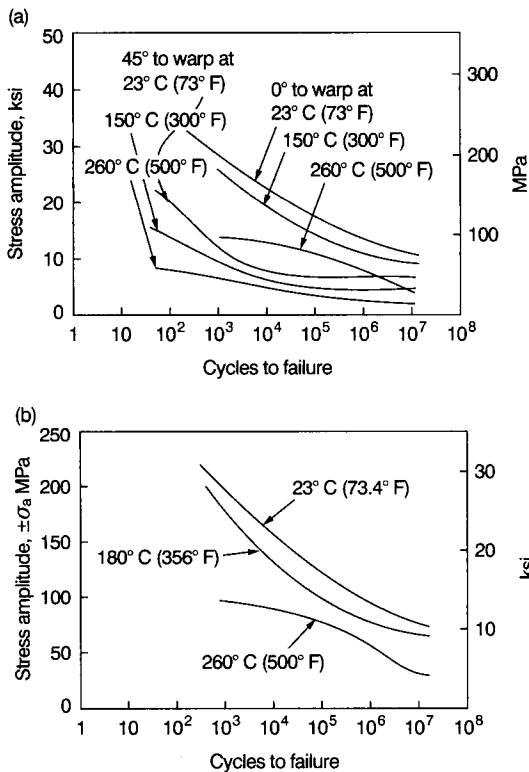 (a)
50
40
30
20
10
0
Stress amplitude, ksi
45° to warp at
23° C (73° F)
150° C (300° F)
260° C (500° F)
0° to warp at
23° C (73° F)
150° C (300° F)
260° C (500° F)
300
200
100
MPa
1 10 10² 10³ 10⁴ 10⁵ 10⁶ 10⁷ 10⁸
Cycles to failure
(b)
250
200
150
100
50
0
Stress amplitude, ±σₐ MPa
23° C (73.4° F)
180° C (356° F)
260° C (500° F)
30
20
10
ksi
1 10 10² 10³ 10⁴ 10⁵ 10⁶ 10⁷ 10⁸
Cycles to failure